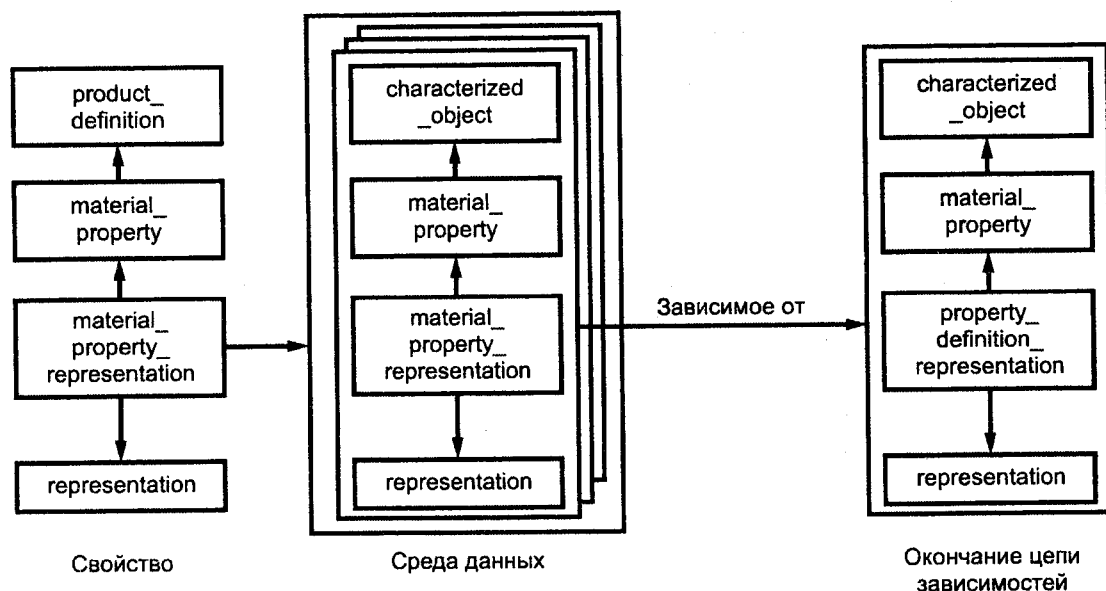 product_
definition
material_
property
material_
property_
representation
representation
Свойство
characterized
_object
material_
property
material_
property_
representation
representation
Среда данных
Зависимое от
characterized
_object
material_
property
property_
definition_
representation
representation
Окончание цепи
зависимостей